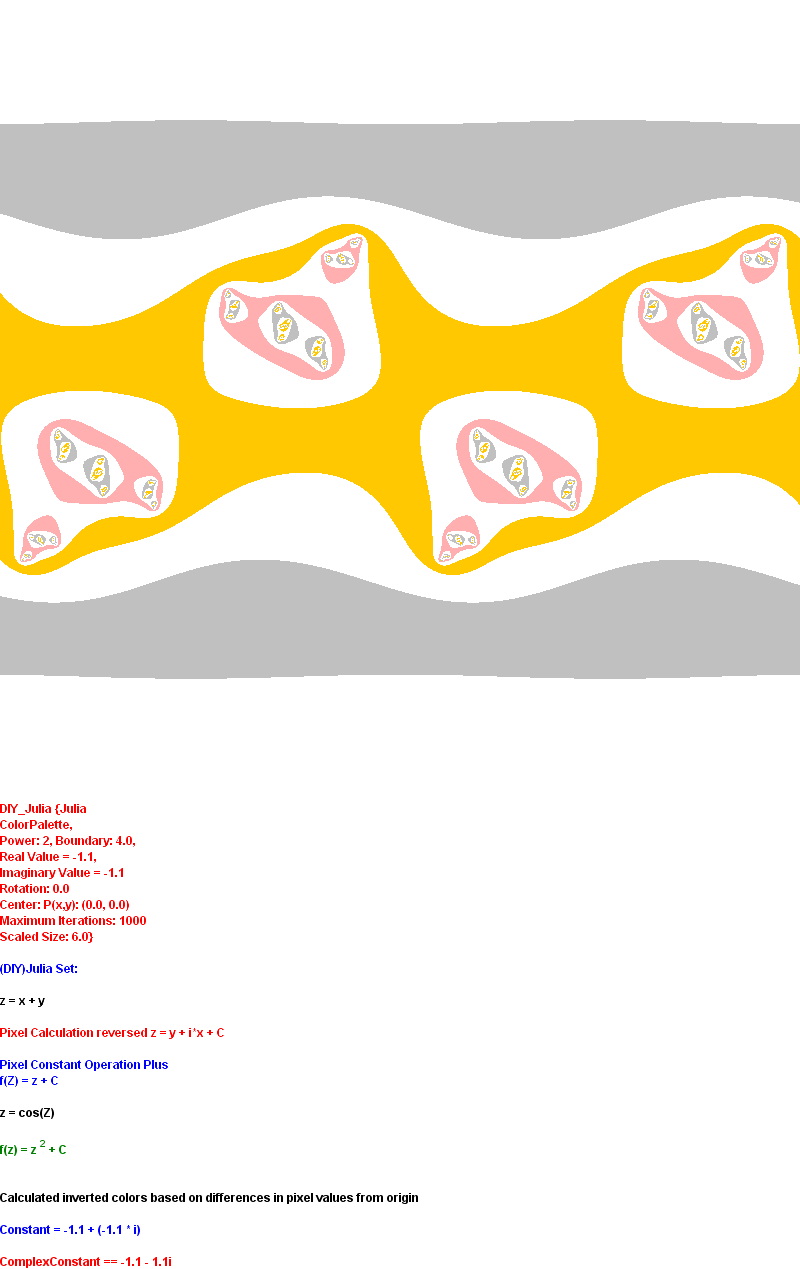 DIY_Julia {Julia
ColorPalette,
Power: 2, Boundary: 4.0,
Real Value = -1.1,
Imaginary Value = -1.1
Rotation: 0.0
Center: P(x,y): (0.0, 0.0)
Maximum Iterations: 1000
Scaled Size: 6.0}
(DIY)Julia Set:
z = x + y
Pixel Calculation reversed z = y + i*x + C
Pixel Constant Operation Plus
f(Z) = z + C
z = cos(Z)
f(z) = z ² + C
Calculated inverted colors based on differences in pixel values from origin
Constant = -1.1 + (-1.1 * i)
ComplexConstant == -1.1 - 1.1i